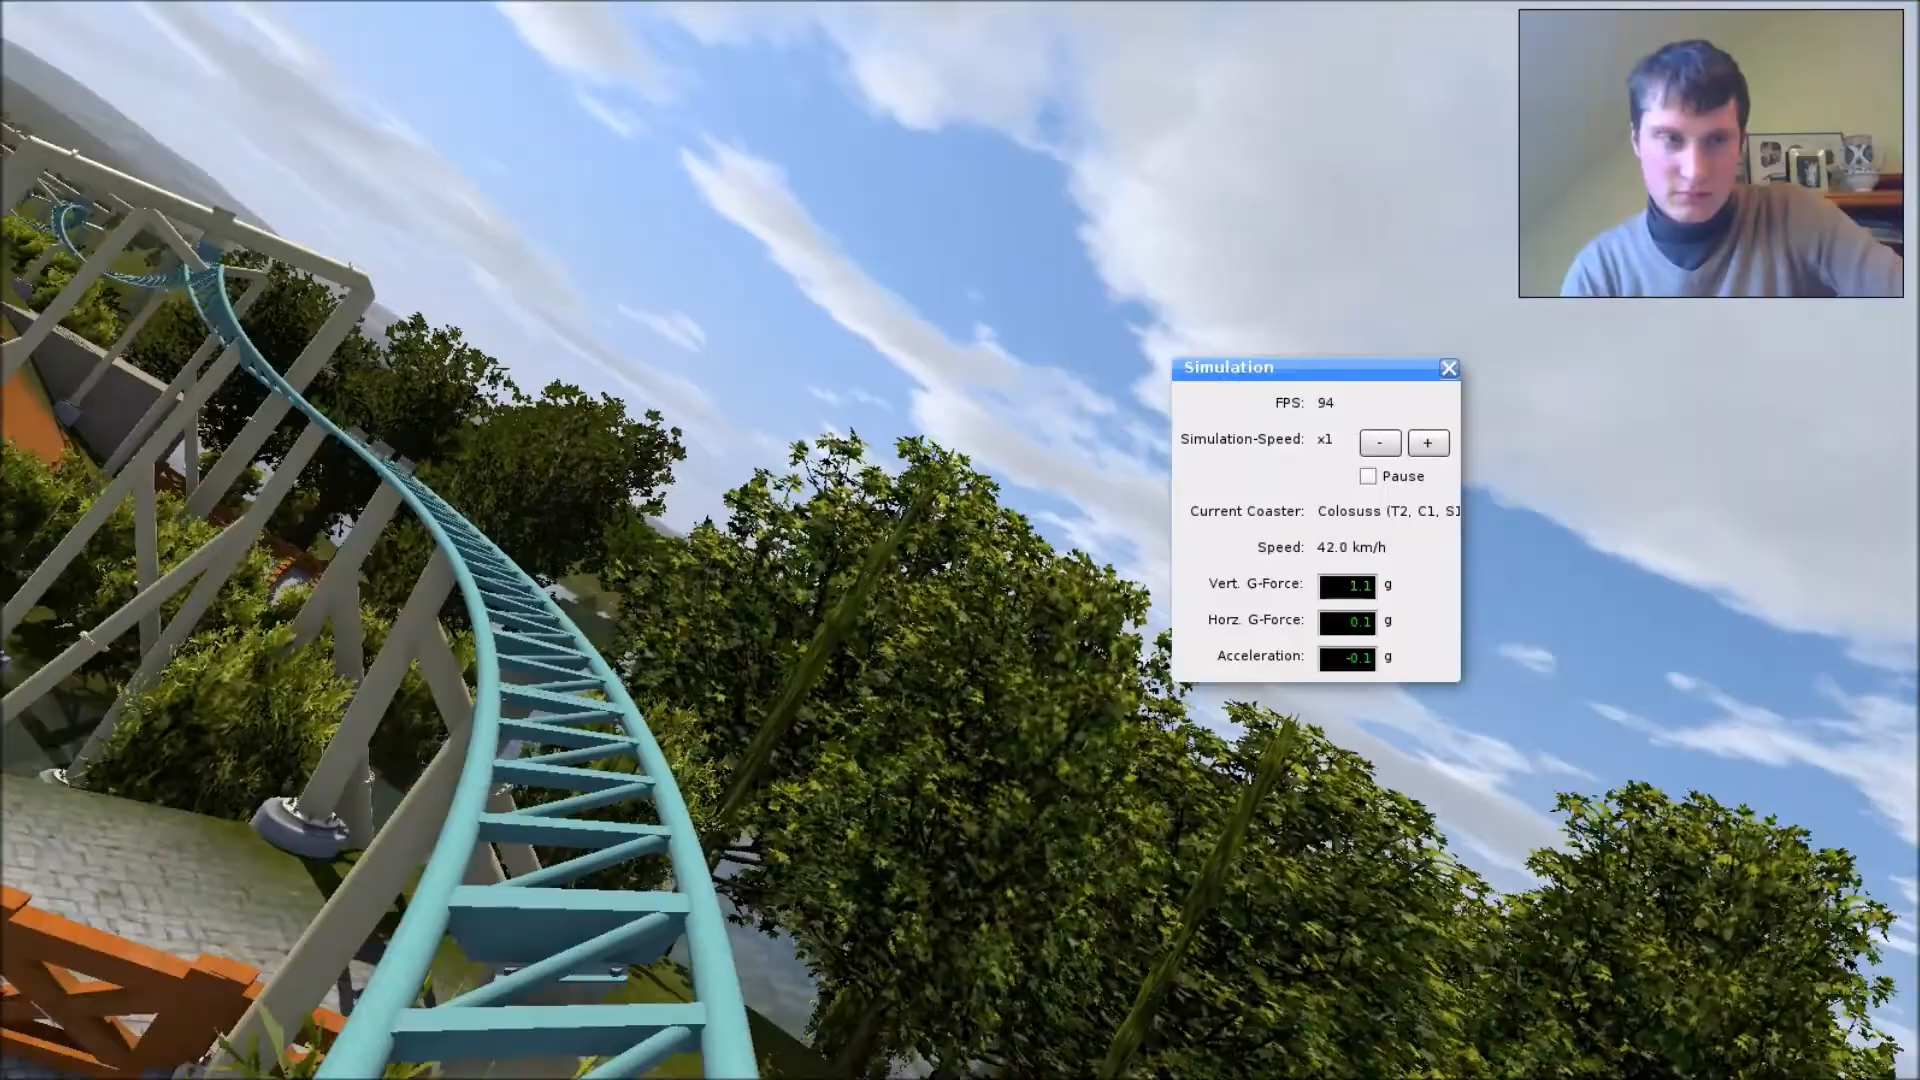 Simulation
FPS: 94
Simulation-Speed: x1 - +
Pause
Current Coaster: Colosuss (T2, C1, S1
Speed: 42.0 km/h
Vert. G-Force: 1.1 g
Horz. G-Force: 0.1 g
Acceleration: -0.1 g